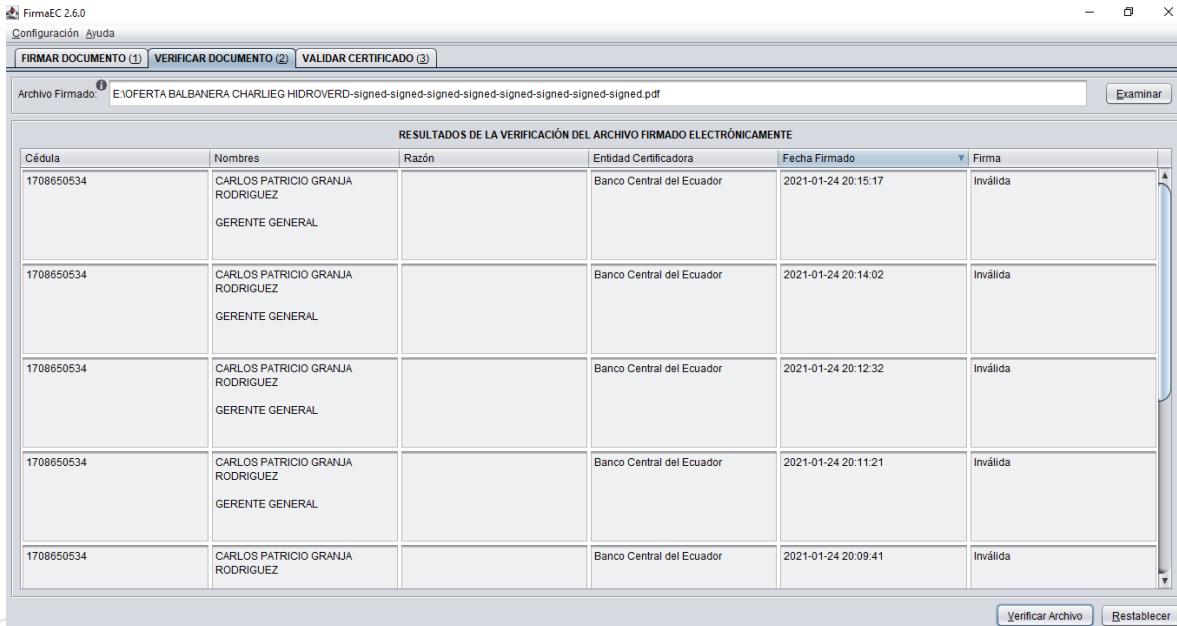 FirmaEC 2.6.0
Configuración Ayuda
FIRMAR DOCUMENTO (1) VERIFICAR DOCUMENTO (2) VALIDAR CERTIFICADO (3)
Archivo Firmado: E:\OFERTA BALBANERA CHARLIEG HIDROVERD-signed-signed-signed-signed-signed-signed-signed-signed.pdf Examinar
RESULTADOS DE LA VERIFICACIÓN DEL ARCHIVO FIRMADO ELECTRÓNICAMENTE
Cédula Nombres Razón Entidad Certificadora Fecha Firmado Firma
1708650534 CARLOS PATRICIO GRANJA Banco Central del Ecuador 2021-01-24 20:15:17 Inválida
RODRIGUEZ
GERENTE GENERAL
1708650534 CARLOS PATRICIO GRANJA Banco Central del Ecuador 2021-01-24 20:14:02 Inválida
RODRIGUEZ
GERENTE GENERAL
1708650534 CARLOS PATRICIO GRANJA Banco Central del Ecuador 2021-01-24 20:12:32 Inválida
RODRIGUEZ
GERENTE GENERAL
1708650534 CARLOS PATRICIO GRANJA Banco Central del Ecuador 2021-01-24 20:11:21 Inválida
RODRIGUEZ
GERENTE GENERAL
1708650534 CARLOS PATRICIO GRANJA Banco Central del Ecuador 2021-01-24 20:09:41 Inválida
RODRIGUEZ
Verificar Archivo Restablecer